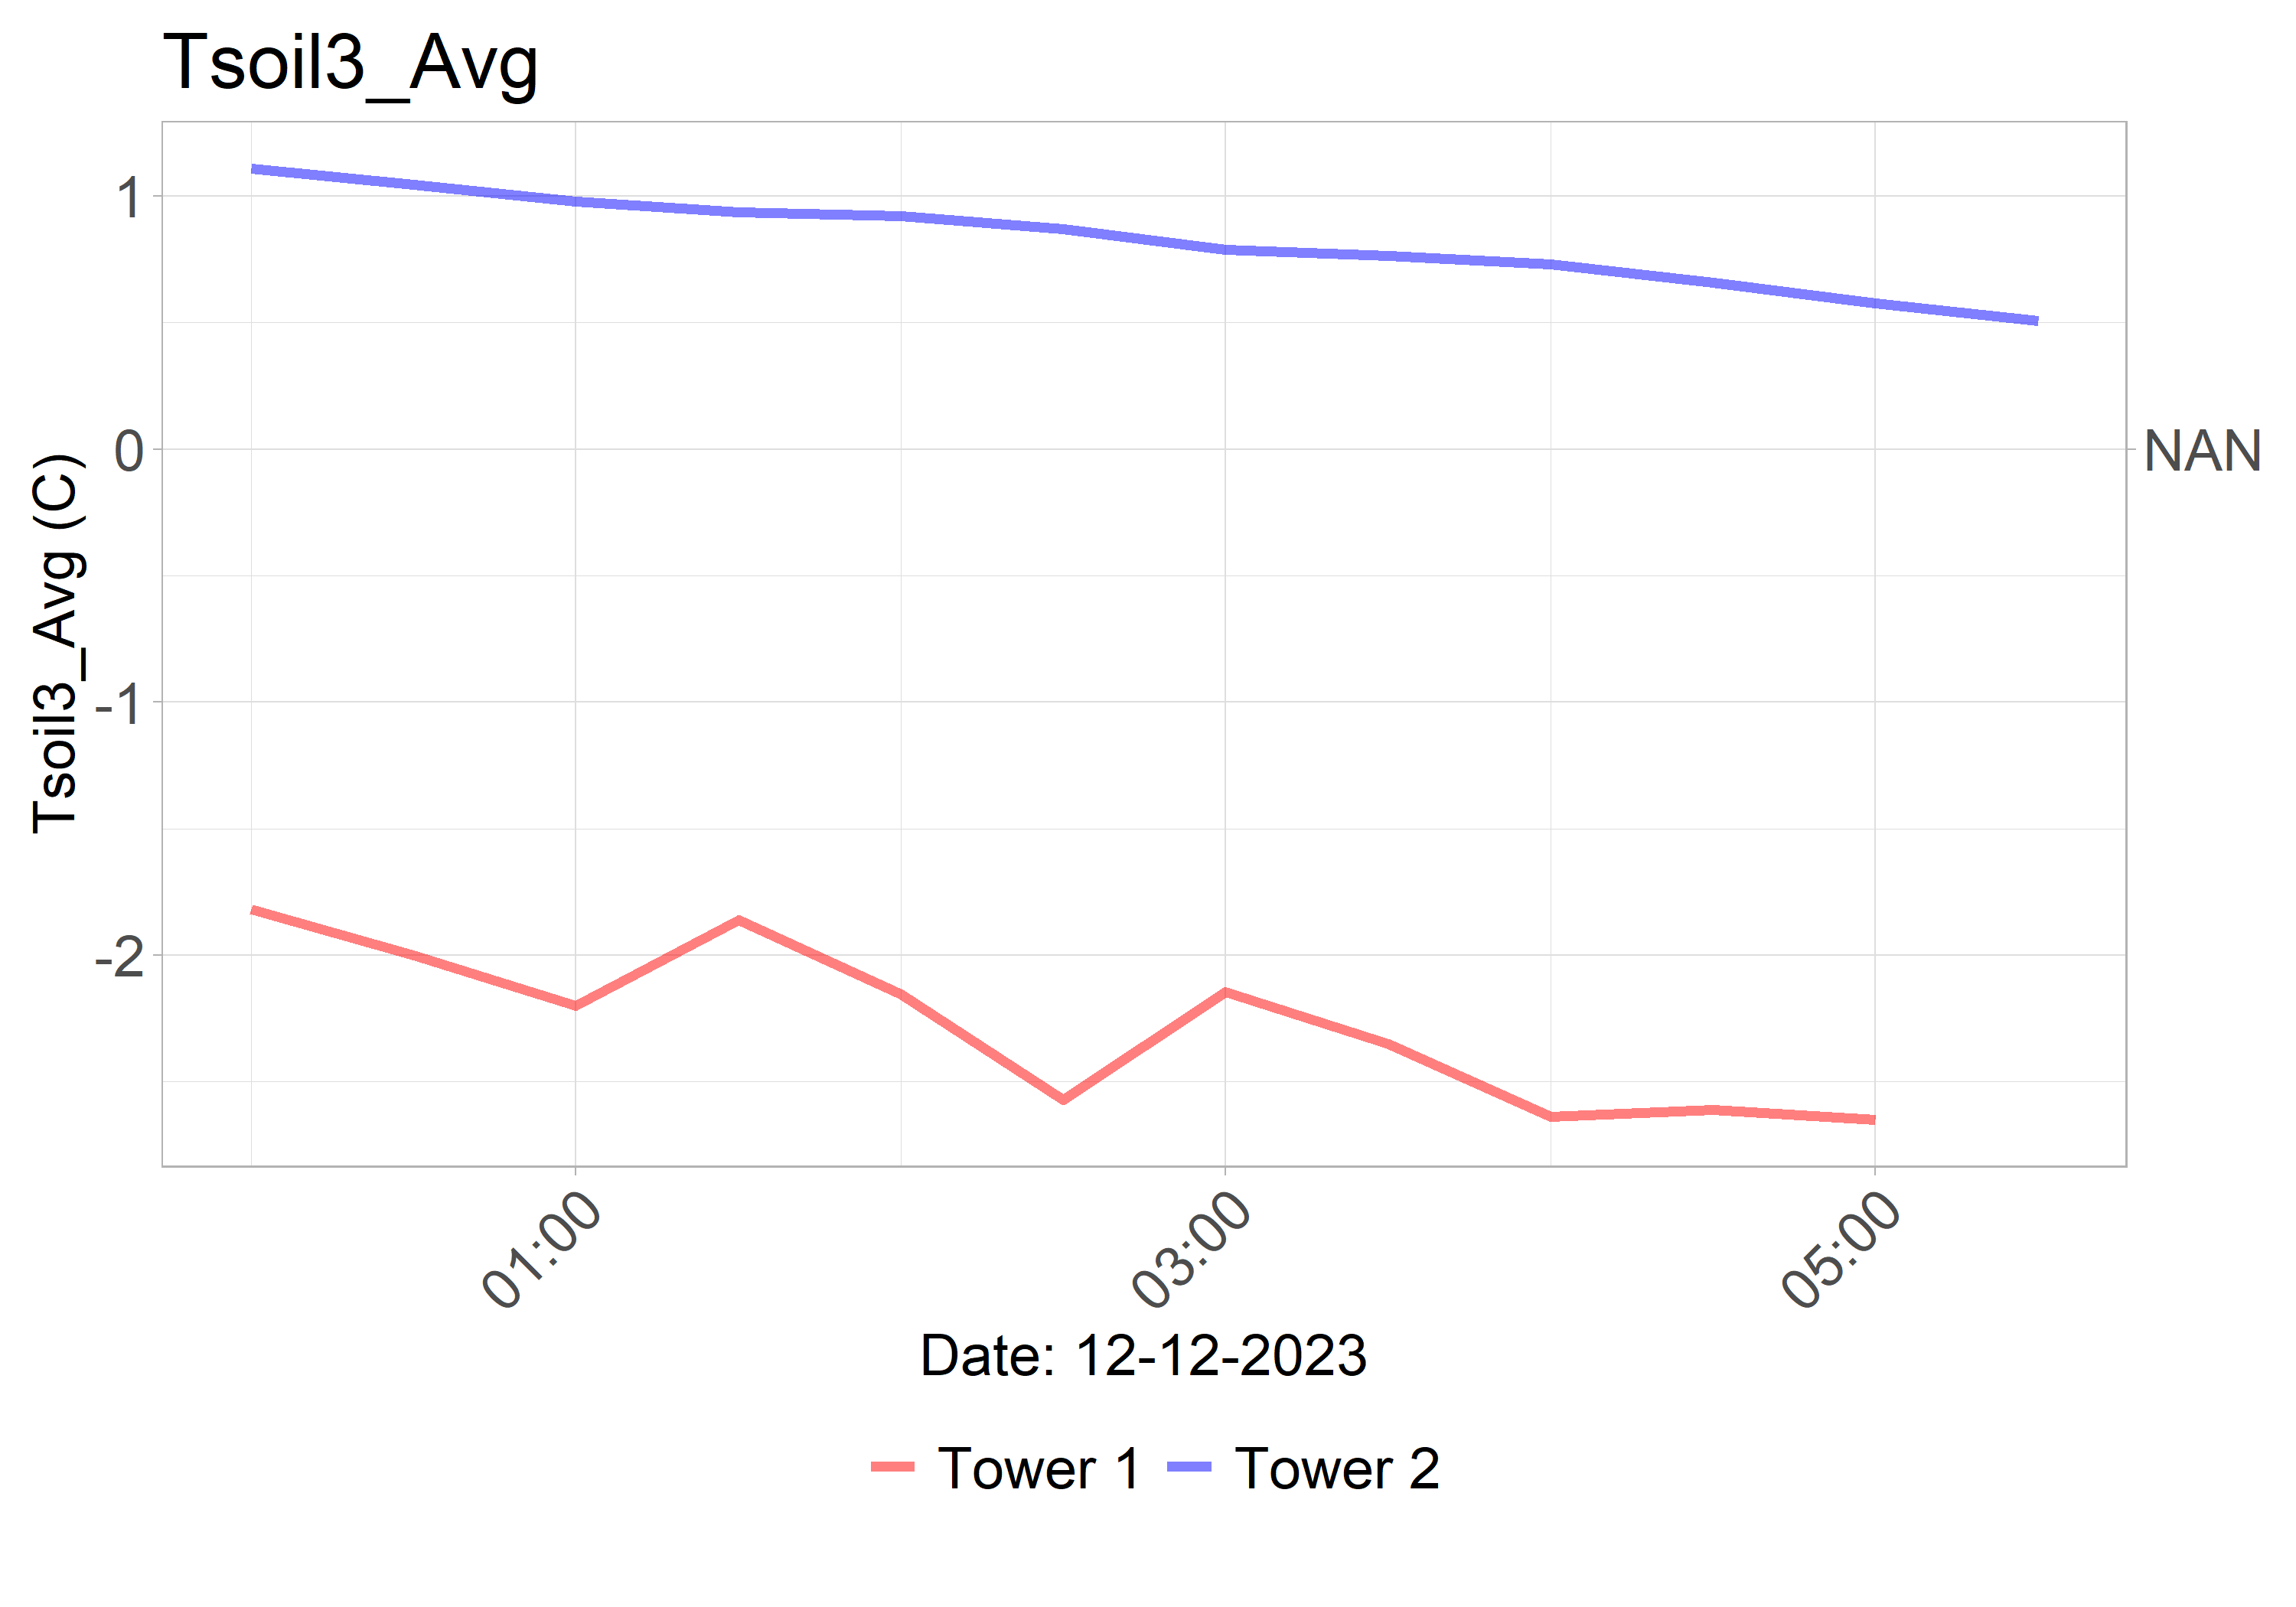 Tsoil3_Avg
Tsoil3_Avg (C)
1
0
-1
-2
NAN
01:00
03:00
05:00
Date: 12-12-2023
Tower 1
Tower 2